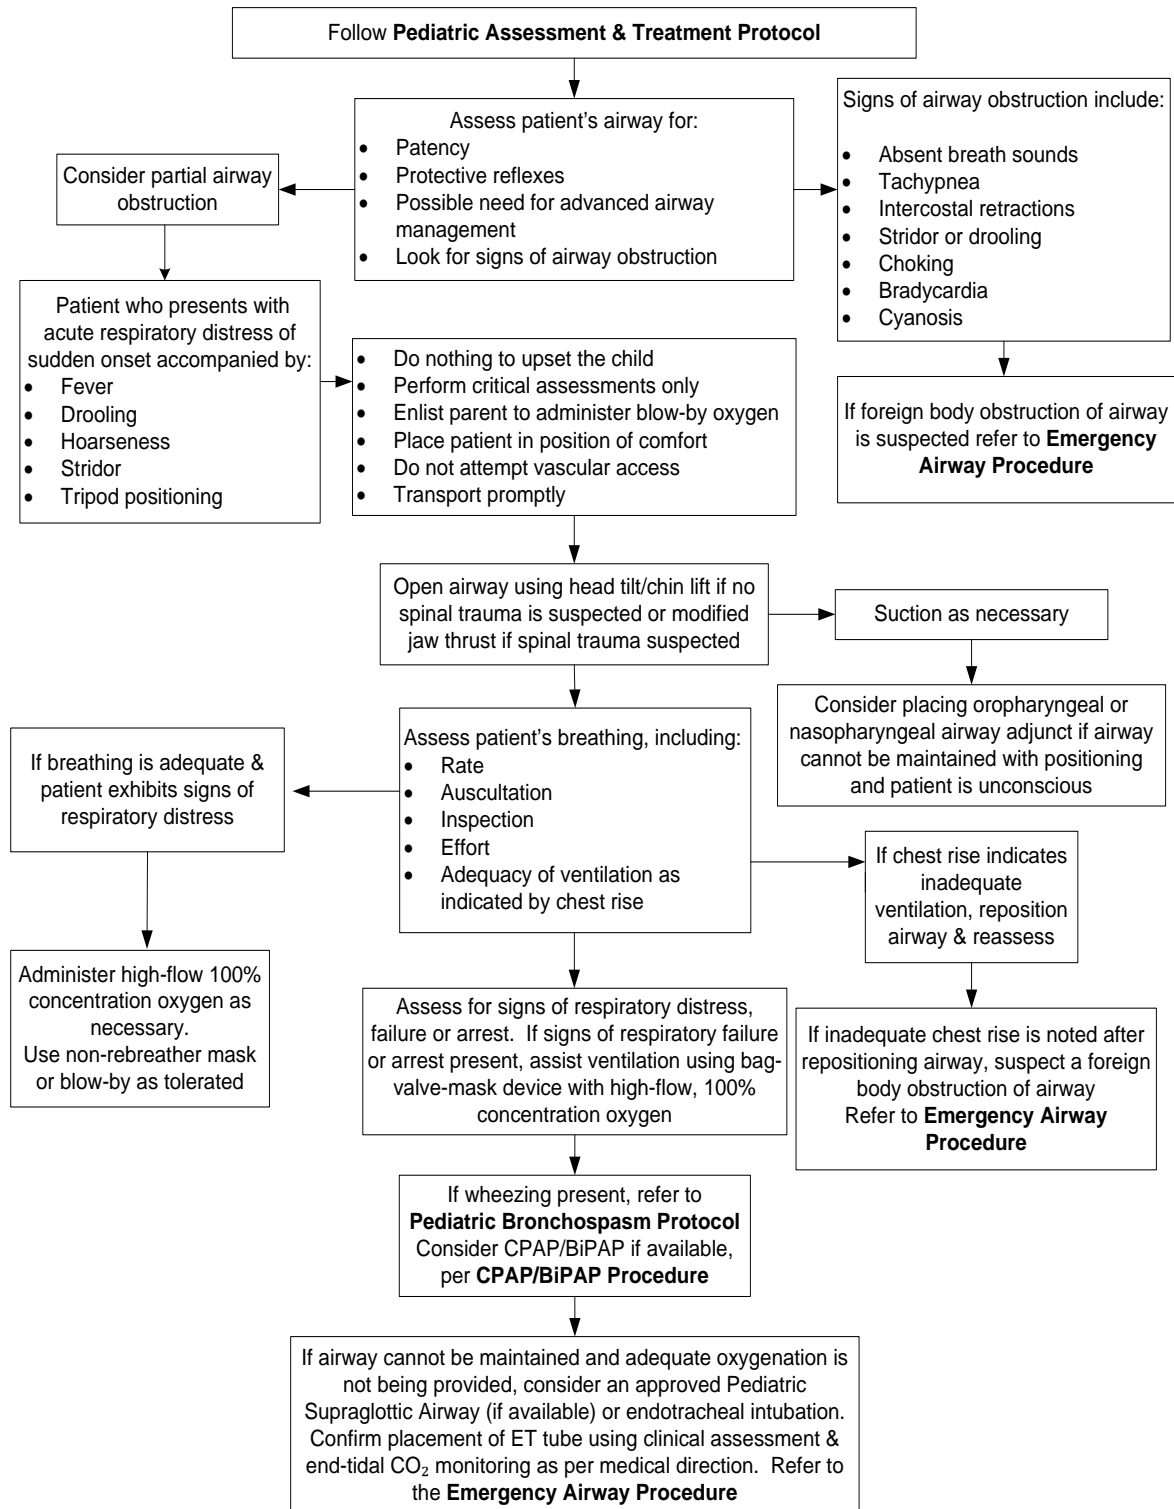 Follow Pediatric Assessment & Treatment Protocol
Assess patient's airway for:
• Patency
• Protective reflexes
• Possible need for advanced airway
management
• Look for signs of airway obstruction
Consider partial airway
obstruction
Signs of airway obstruction include:
• Absent breath sounds
• Tachypnea
• Intercostal retractions
• Stridor or drooling
• Choking
• Bradycardia
• Cyanosis
Patient who presents with
acute respiratory distress of
sudden onset accompanied by:
• Fever
• Drooling
• Hoarseness
• Stridor
• Tripod positioning
• Do nothing to upset the child
• Perform critical assessments only
• Enlist parent to administer blow-by oxygen
• Place patient in position of comfort
• Do not attempt vascular access
• Transport promptly
If foreign body obstruction of airway
is suspected refer to Emergency
Airway Procedure
Open airway using head tilt/chin lift if no
spinal trauma is suspected or modified
jaw thrust if spinal trauma suspected
Suction as necessary
Consider placing oropharyngeal or
nasopharyngeal airway adjunct if airway
cannot be maintained with positioning
and patient is unconscious
Assess patient's breathing, including:
• Rate
• Auscultation
• Inspection
• Effort
• Adequacy of ventilation as
indicated by chest rise
If breathing is adequate &
patient exhibits signs of
respiratory distress
If chest rise indicates
inadequate
ventilation, reposition
airway & reassess
Administer high-flow 100%
concentration oxygen as
necessary.
Use non-rebreather mask
or blow-by as tolerated
Assess for signs of respiratory distress,
failure or arrest.  If signs of respiratory failure
or arrest present, assist ventilation using bag-
valve-mask device with high-flow, 100%
concentration oxygen
If inadequate chest rise is noted after
repositioning airway, suspect a foreign
body obstruction of airway
Refer to Emergency Airway
Procedure
If wheezing present, refer to
Pediatric Bronchospasm Protocol
Consider CPAP/BiPAP if available,
per CPAP/BiPAP Procedure
If airway cannot be maintained and adequate oxygenation is
not being provided, consider an approved Pediatric
Supraglottic Airway (if available) or endotracheal intubation.
Confirm placement of ET tube using clinical assessment &
end-tidal CO₂ monitoring as per medical direction.  Refer to
the Emergency Airway Procedure